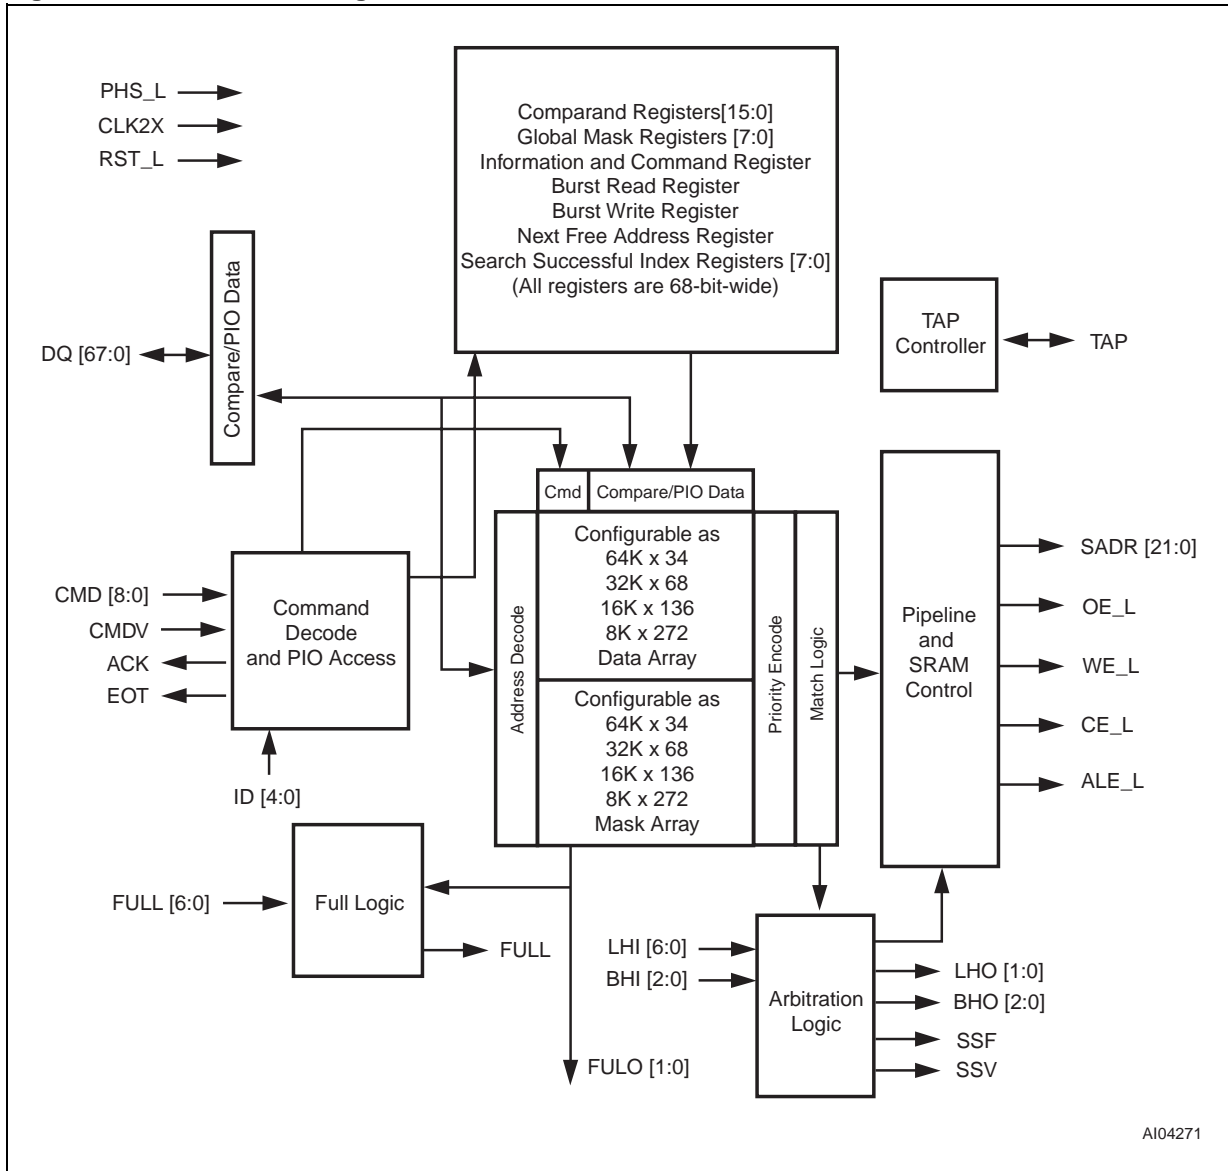 PHS_L
CLK2X
RST_L
Comparand Registers[15:0]
Global Mask Registers [7:0]
Information and Command Register
Burst Read Register
Burst Write Register
Next Free Address Register
Search Successful Index Registers [7:0]
(All registers are 68-bit-wide)
DQ [67:0]
Compare/PIO Data
TAP
Controller
TAP
Cmd
Compare/PIO Data
CMD [8:0]
CMDV
ACK
EOT
Command
Decode
and PIO Access
ID [4:0]
Address Decode
Configurable as
64K x 34
32K x 68
16K x 136
8K x 272
Data Array
Configurable as
64K x 34
32K x 68
16K x 136
8K x 272
Mask Array
Priority Encode
Match Logic
Pipeline
and
SRAM
Control
SADR [21:0]
OE_L
WE_L
CE_L
ALE_L
FULL [6:0]
Full Logic
FULL
FULO [1:0]
LHI [6:0]
BHI [2:0]
Arbitration
Logic
LHO [1:0]
BHO [2:0]
SSF
SSV
AI04271